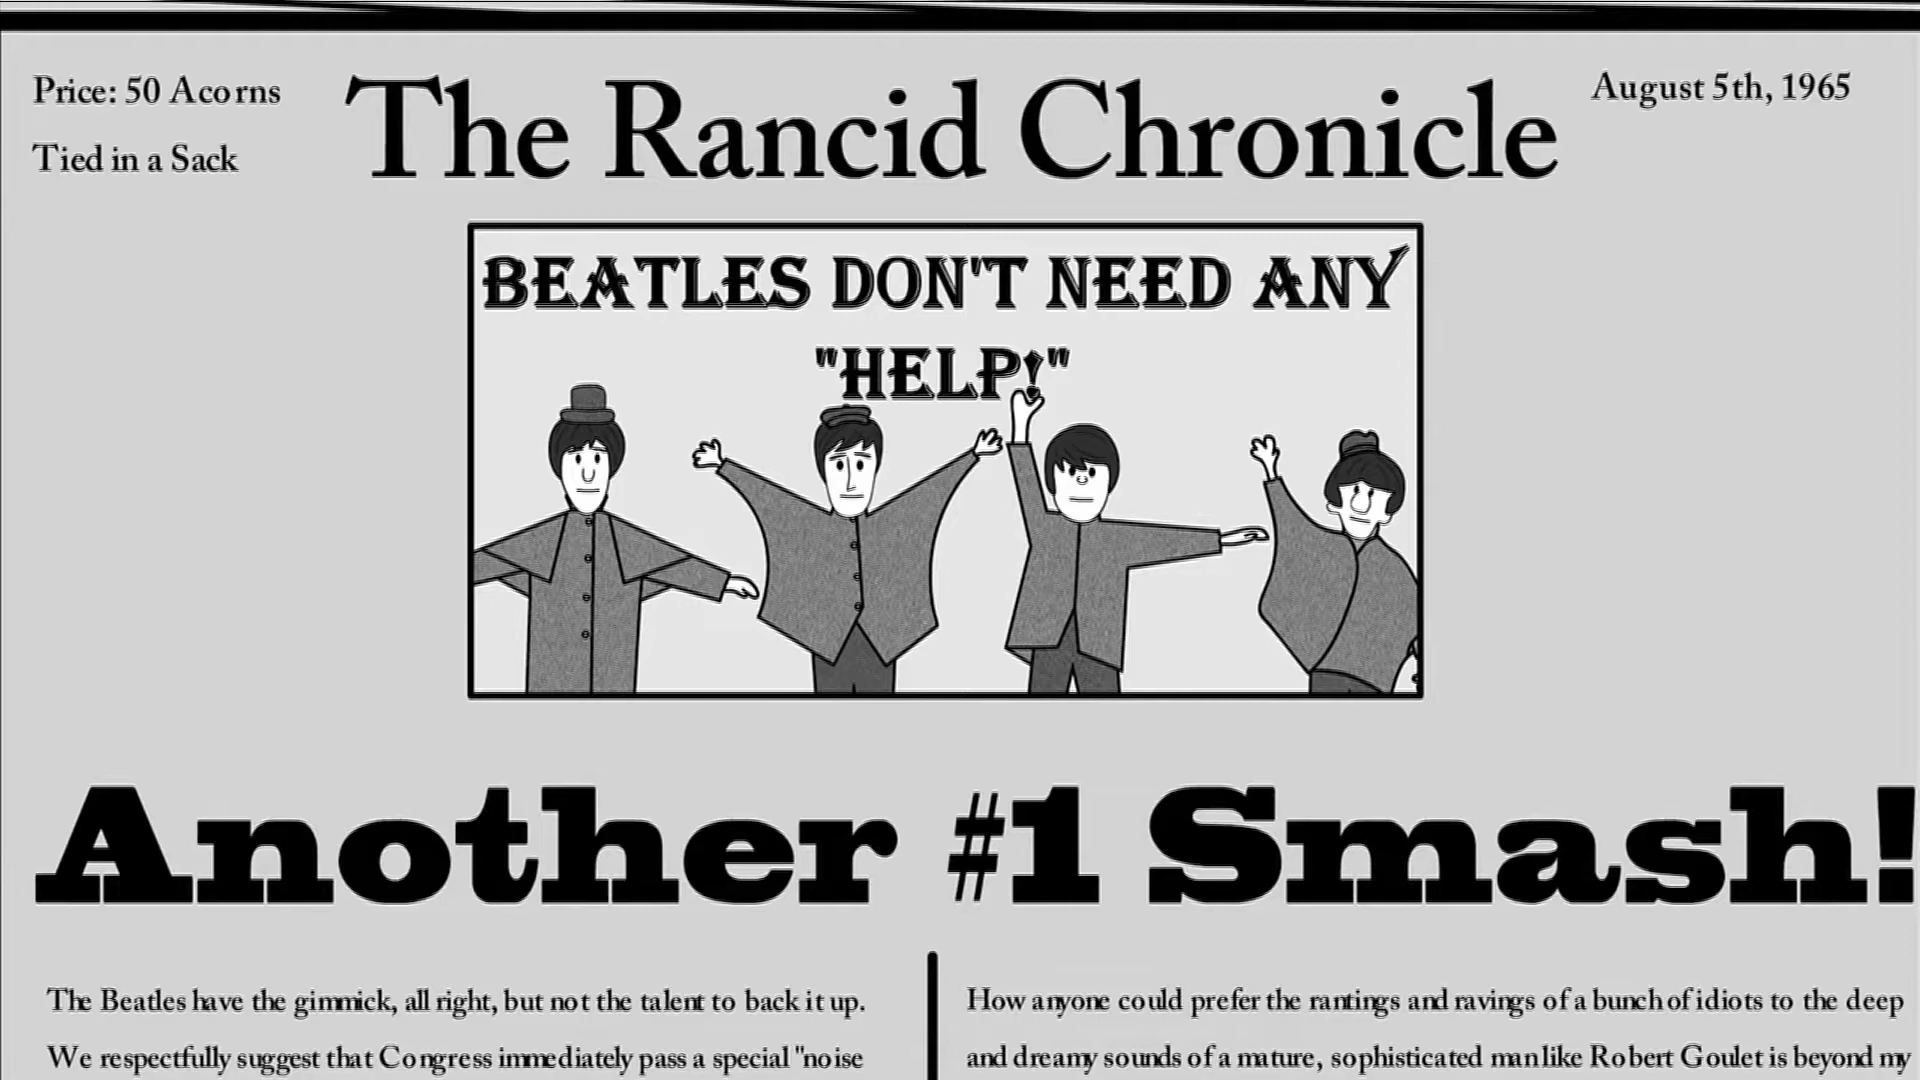 Price: 50 Acorns
Tied in a Sack
The Rancid Chronicle
August 5th, 1965
BEATLES DON'T NEED ANY
"HELP!"
Another #1 Smash!
The Beatles have the gimmick, all right, but not the talent to back it up.
We respectfully suggest that Congress immediately pass a special "noise
How anyone could prefer the rantings and ravings of a bunch of idiots to the deep
and dreamy sounds of a mature, sophisticated man like Robert Goulet is beyond my